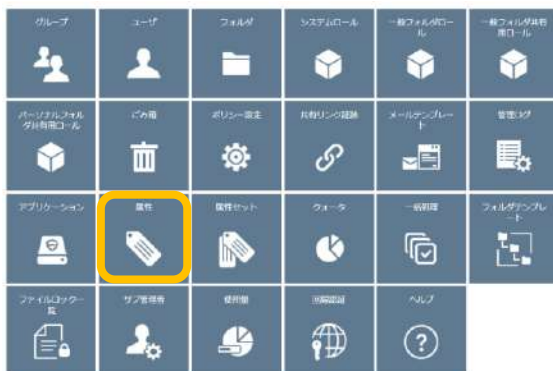 グループ
ユーザ
フォルダ
システムロール
一般フォルダロー
ル
一般フォルダ共有
用ロール
パーソナルフォル
ダ共有用ロール
ごみ箱
ポリシー設定
共有リンク証跡
メールテンプレー
ト
管理ログ
アプリケーション
属性
属性セット
クォータ
一括処理
フォルダテンプレ
ート
ファイルロック一
覧
サブ管理者
使用量
ヘルプ